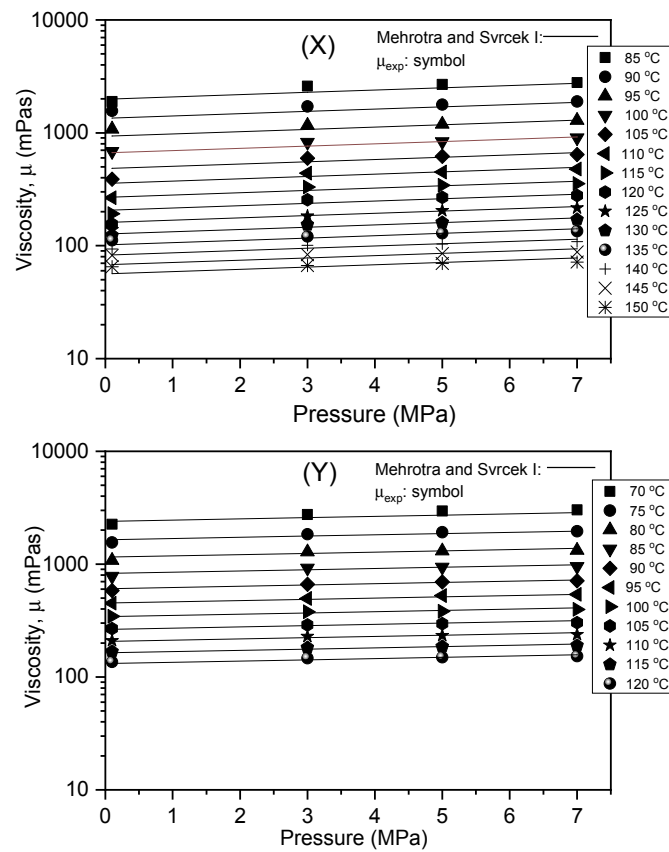 10000
(X)
Mehrotra and Svrcek I:
μexp: symbol
85 °C
90 °C
95 °C
100 °C
105 °C
110 °C
115 °C
120 °C
125 °C
130 °C
135 °C
140 °C
145 °C
150 °C
1000
100
10
Viscosity, μ (mPas)
0 1 2 3 4 5 6 7
Pressure (MPa)
10000
(Y)
Mehrotra and Svrcek I:
μexp: symbol
70 °C
75 °C
80 °C
85 °C
90 °C
95 °C
100 °C
105 °C
110 °C
115 °C
120 °C
1000
100
10
Viscosity, μ (mPas)
0 1 2 3 4 5 6 7
Pressure (MPa)